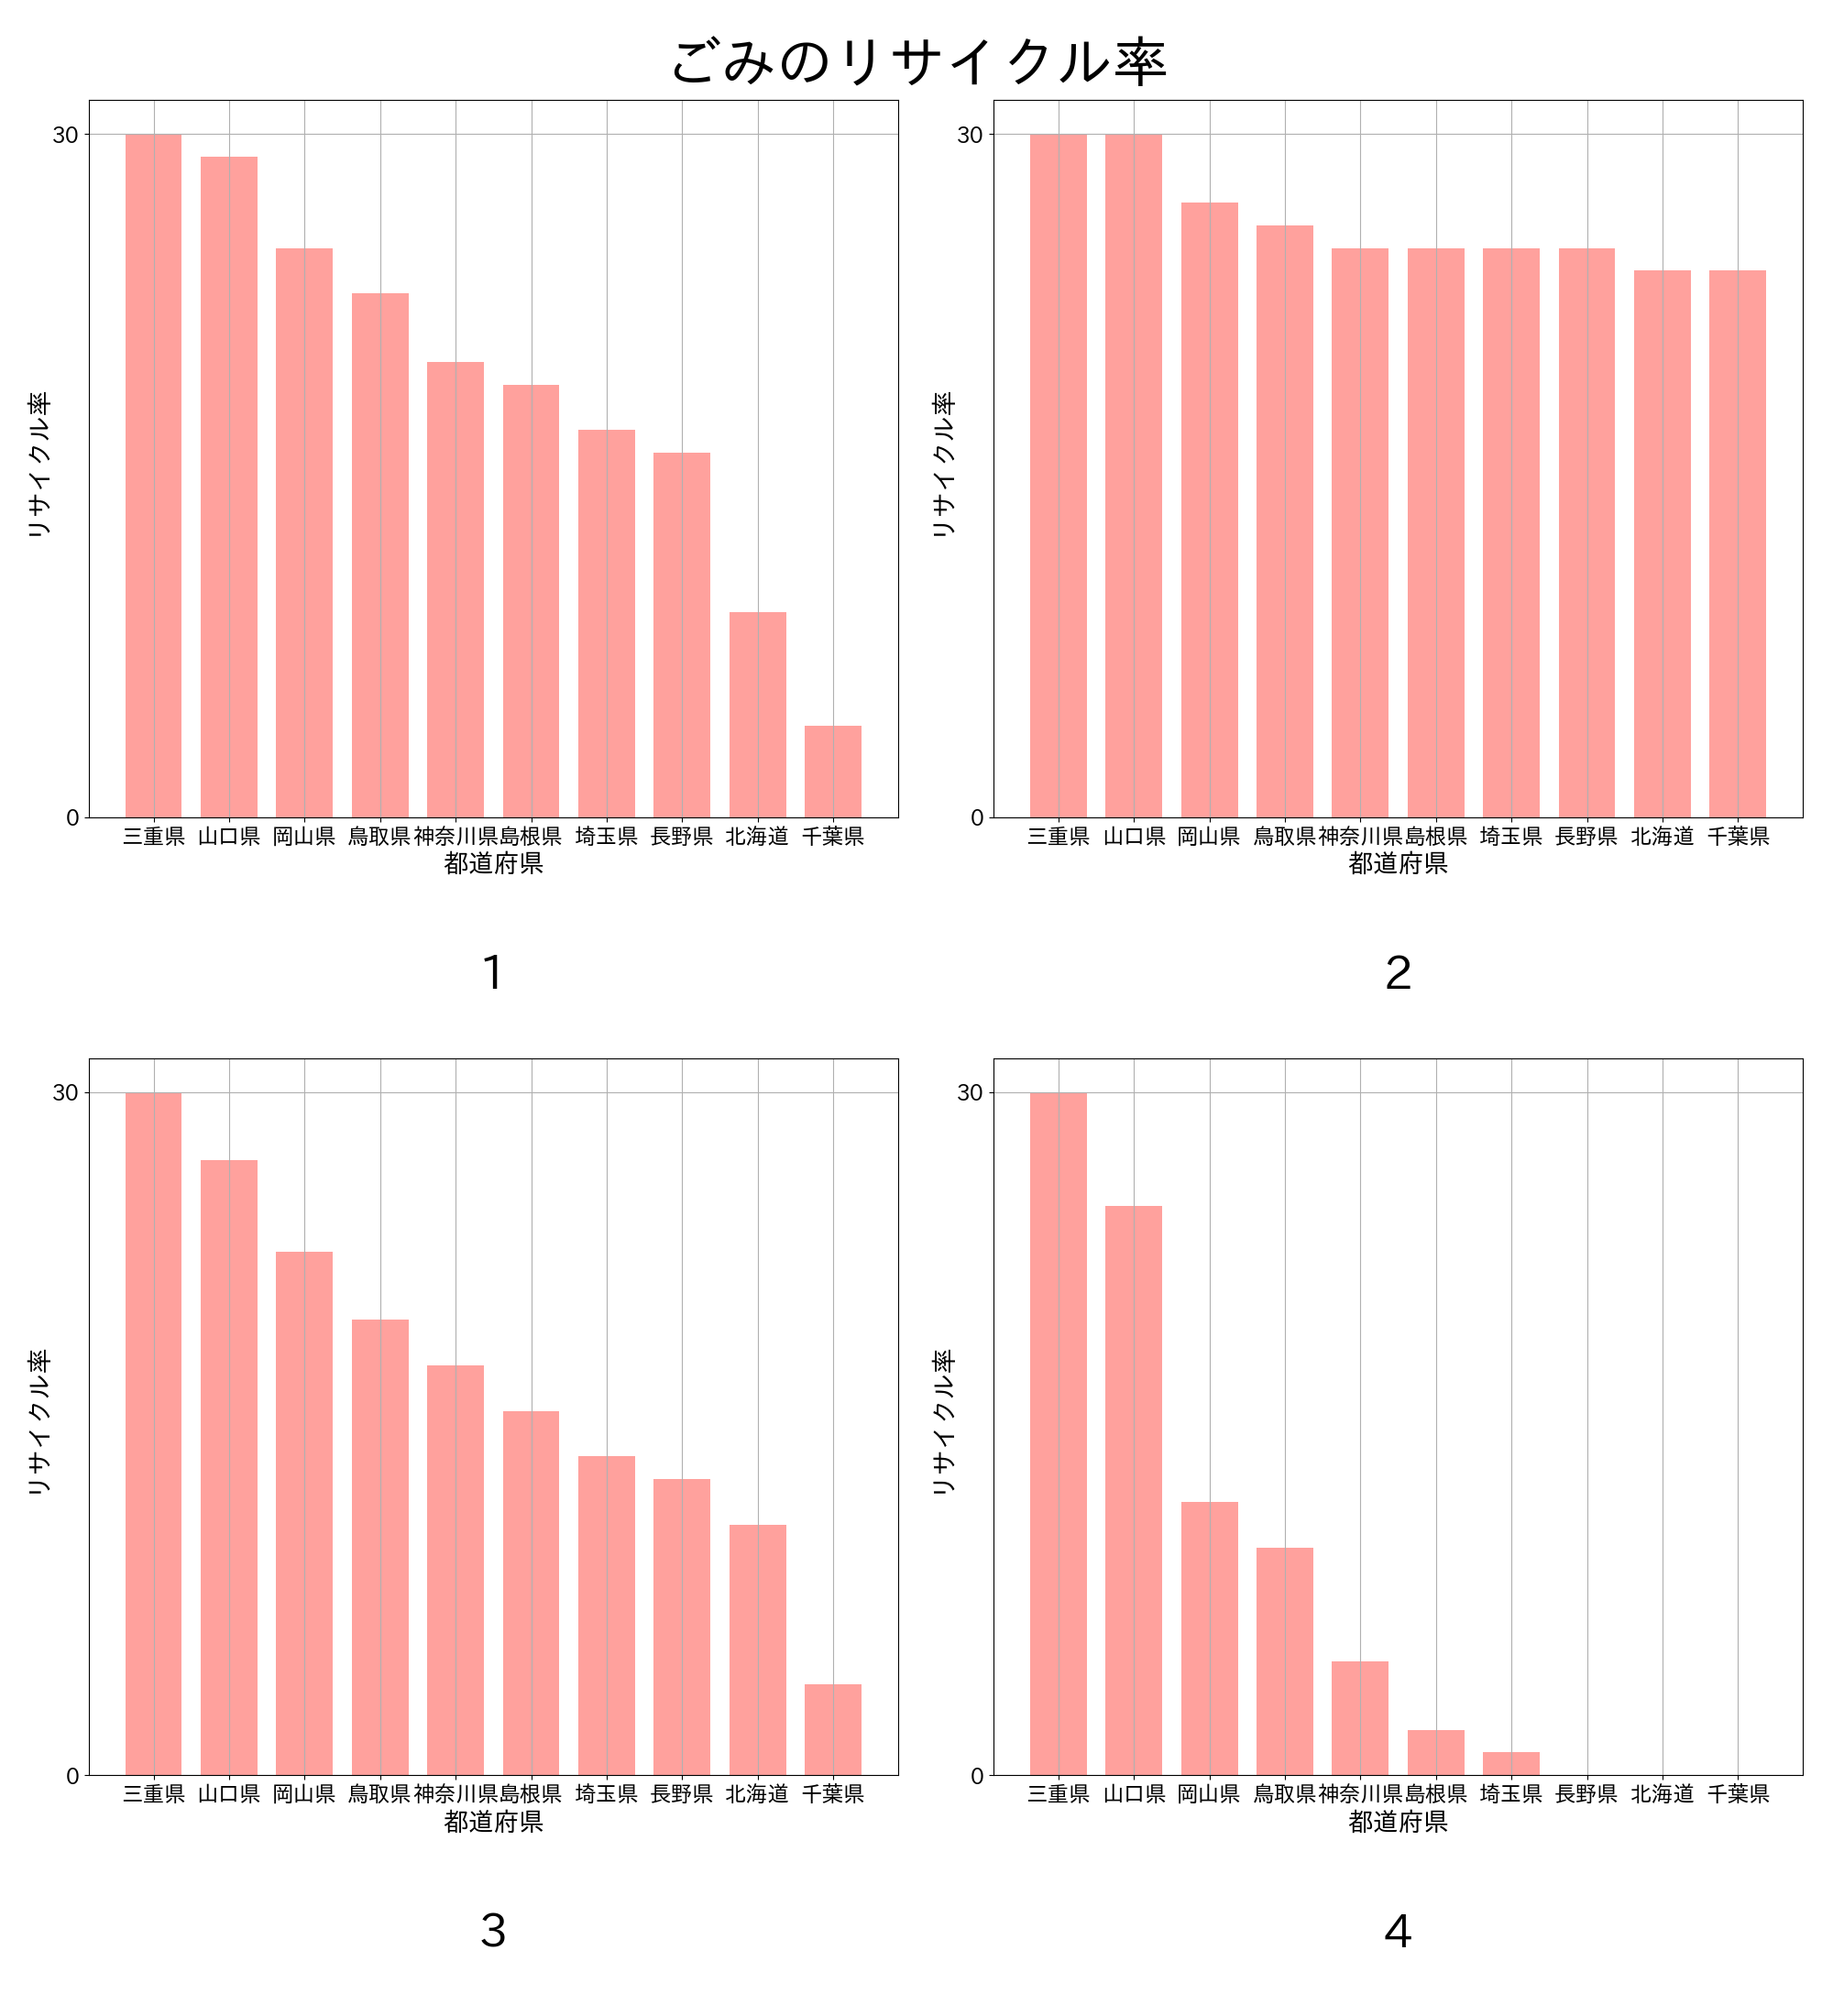 ごみのリサイクル率
30
0
リサイクル率
三重県 山口県 岡山県 鳥取県 神奈川県 島根県 埼玉県 長野県 北海道 千葉県
都道府県
1
30
0
リサイクル率
三重県 山口県 岡山県 鳥取県 神奈川県 島根県 埼玉県 長野県 北海道 千葉県
都道府県
2
30
0
リサイクル率
三重県 山口県 岡山県 鳥取県 神奈川県 島根県 埼玉県 長野県 北海道 千葉県
都道府県
3
30
0
リサイクル率
三重県 山口県 岡山県 鳥取県 神奈川県 島根県 埼玉県 長野県 北海道 千葉県
都道府県
4